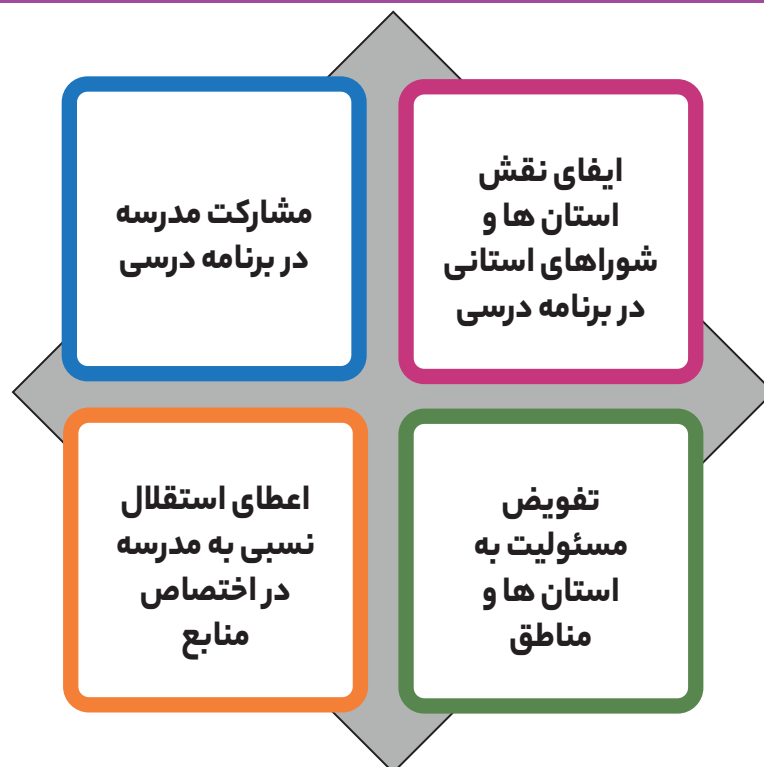 ایفای نقش
استان ها و
شوراهای استانی
در برنامه درسی
مشارکت مدرسه
در برنامه درسی
تفویض
مسئولیت به
استان ها و
مناطق
اعطای استقلال
نسبی به مدرسه
در اختصاص
منابع